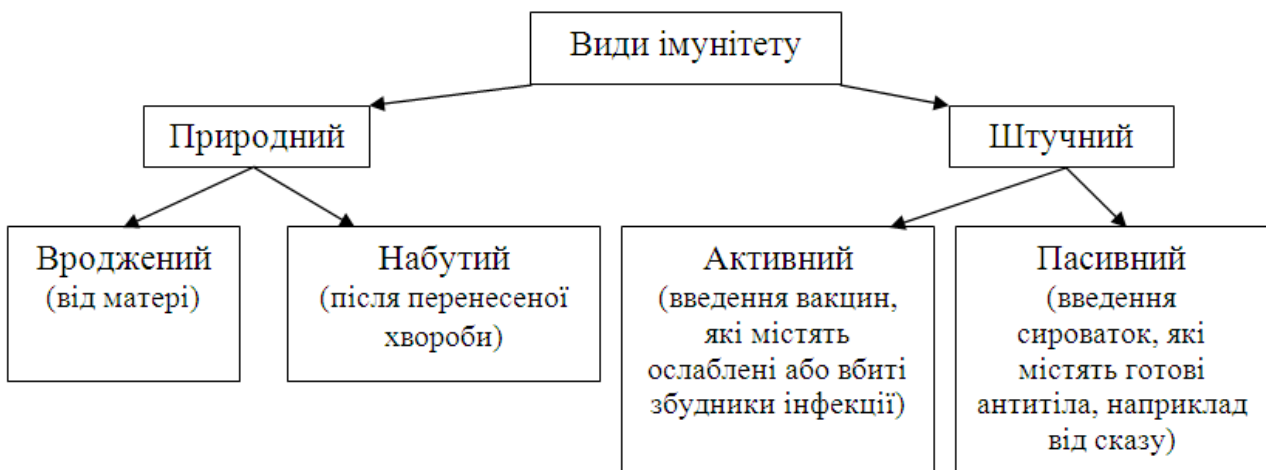 Види імунітету
Природний
Штучний
Вроджений
(від матері)
Набутий
(після перенесеної
хвороби)
Активний
(введення вакцин,
які містять
ослаблені або вбиті
збудники інфекції)
Пасивний
(введення
сироваток, які
містять готові
антитіла, наприклад
від сказу)